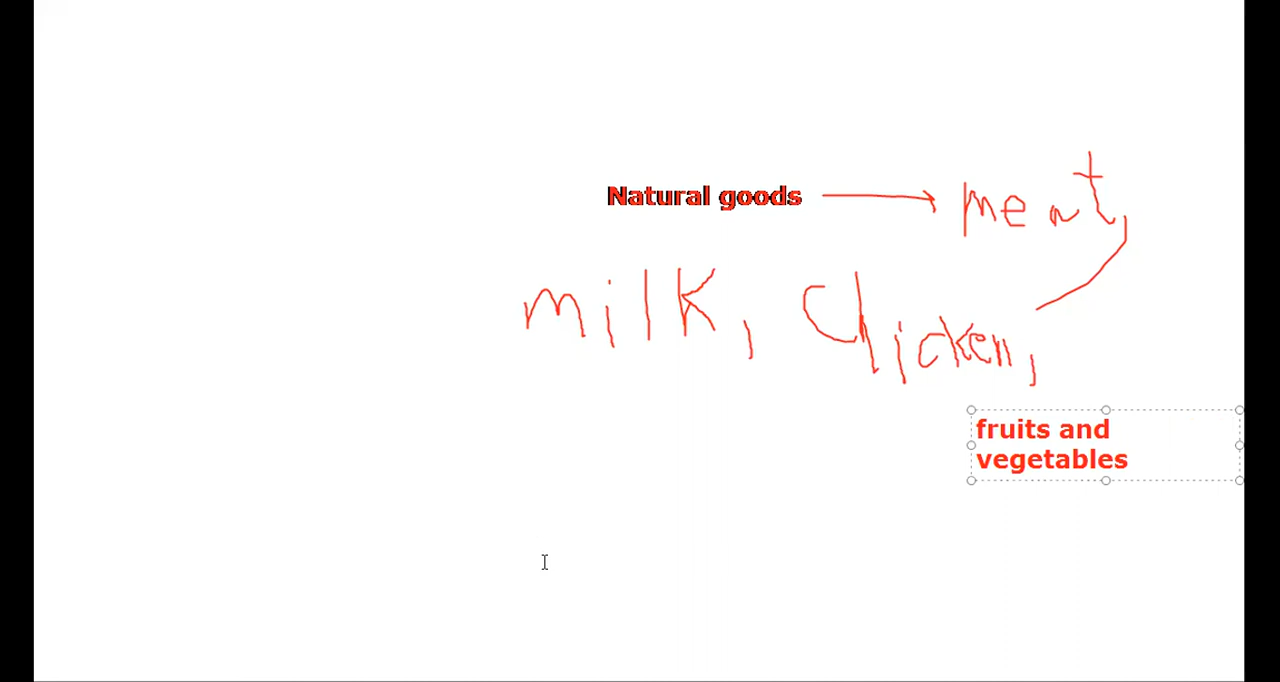 Natural goods meat,
milk, Chicken,
fruits and
vegetables